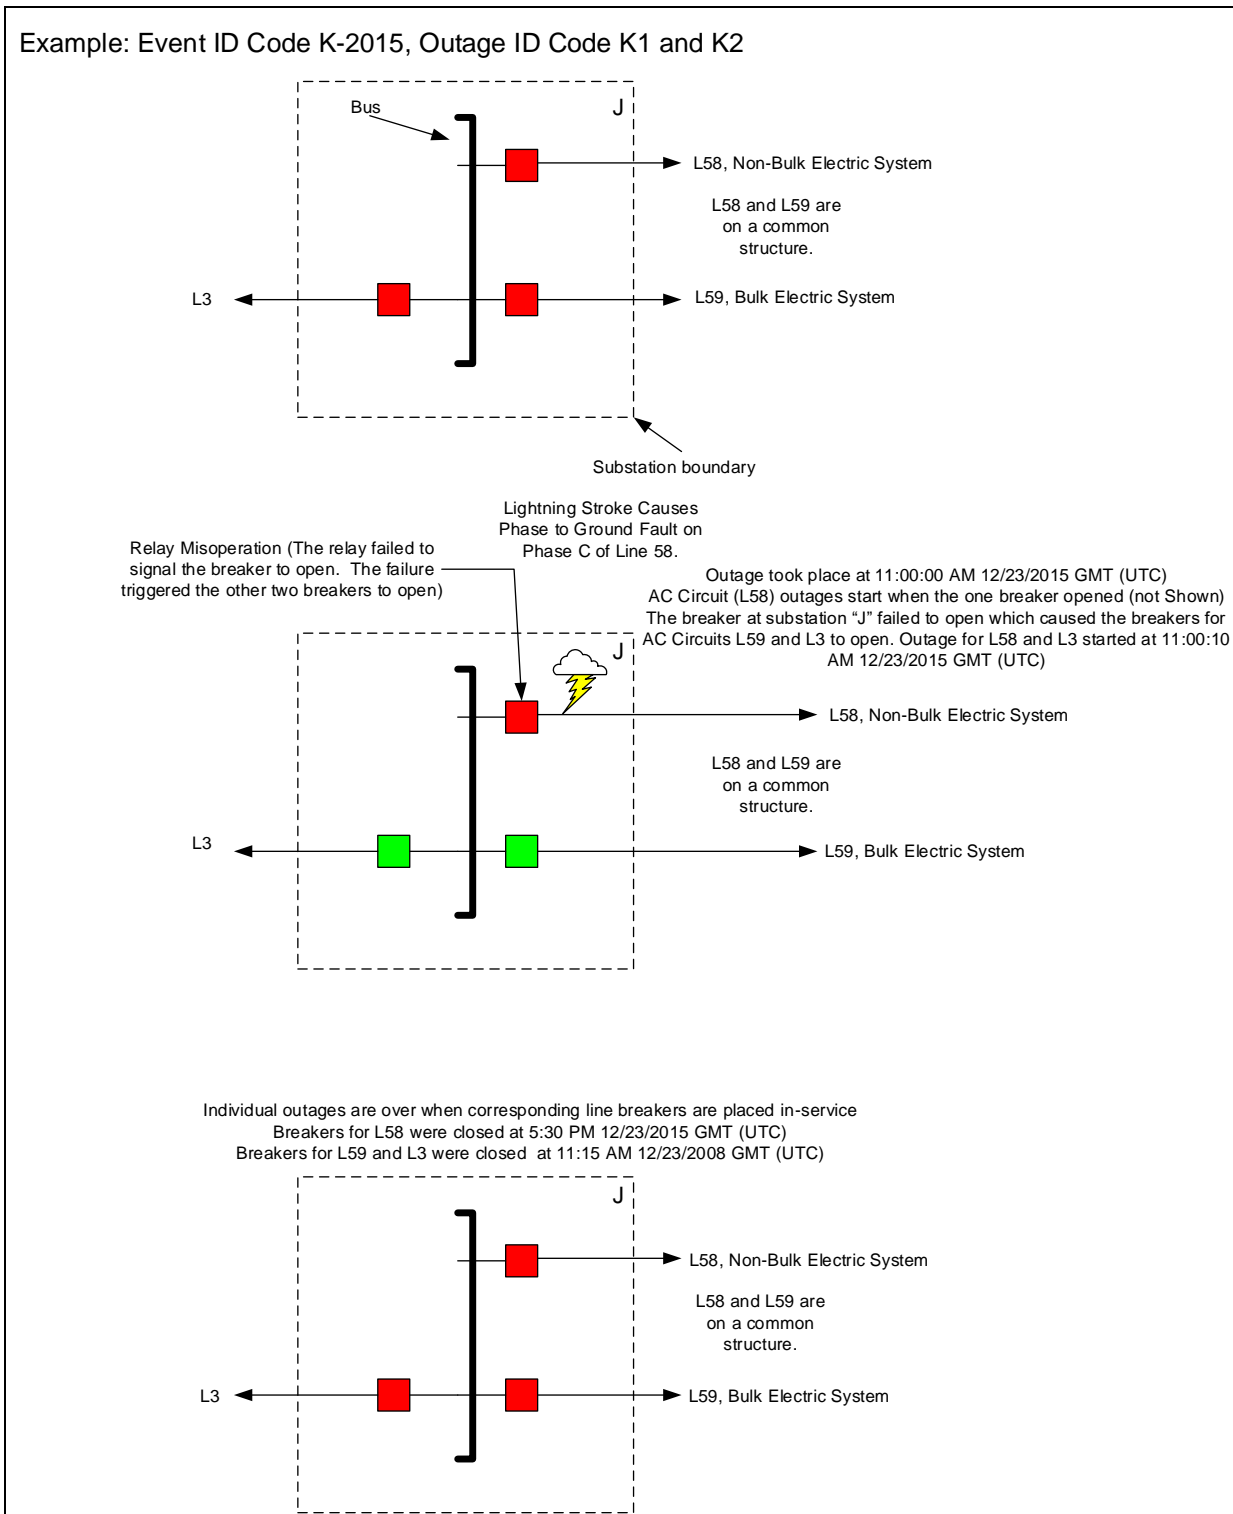 Example: Event ID Code K-2015, Outage ID Code K1 and K2
J
Bus
L58, Non-Bulk Electric System
L58 and L59 are
on a common
structure.
L3
L59, Bulk Electric System
Substation boundary
Lightning Stroke Causes
Phase to Ground Fault on
Phase C of Line 58.
Relay Misoperation (The relay failed to
signal the breaker to open.  The failure
triggered the other two breakers to open)
Outage took place at 11:00:00 AM 12/23/2015 GMT (UTC)
AC Circuit (L58) outages start when the one breaker opened (not Shown)
The breaker at substation “J” failed to open which caused the breakers for
AC Circuits L59 and L3 to open. Outage for L58 and L3 started at 11:00:10
AM 12/23/2015 GMT (UTC)
J
L58, Non-Bulk Electric System
L58 and L59 are
on a common
structure.
L3
L59, Bulk Electric System
Individual outages are over when corresponding line breakers are placed in-service
Breakers for L58 were closed at 5:30 PM 12/23/2015 GMT (UTC)
Breakers for L59 and L3 were closed  at 11:15 AM 12/23/2008 GMT (UTC)
J
L58, Non-Bulk Electric System
L58 and L59 are
on a common
structure.
L3
L59, Bulk Electric System